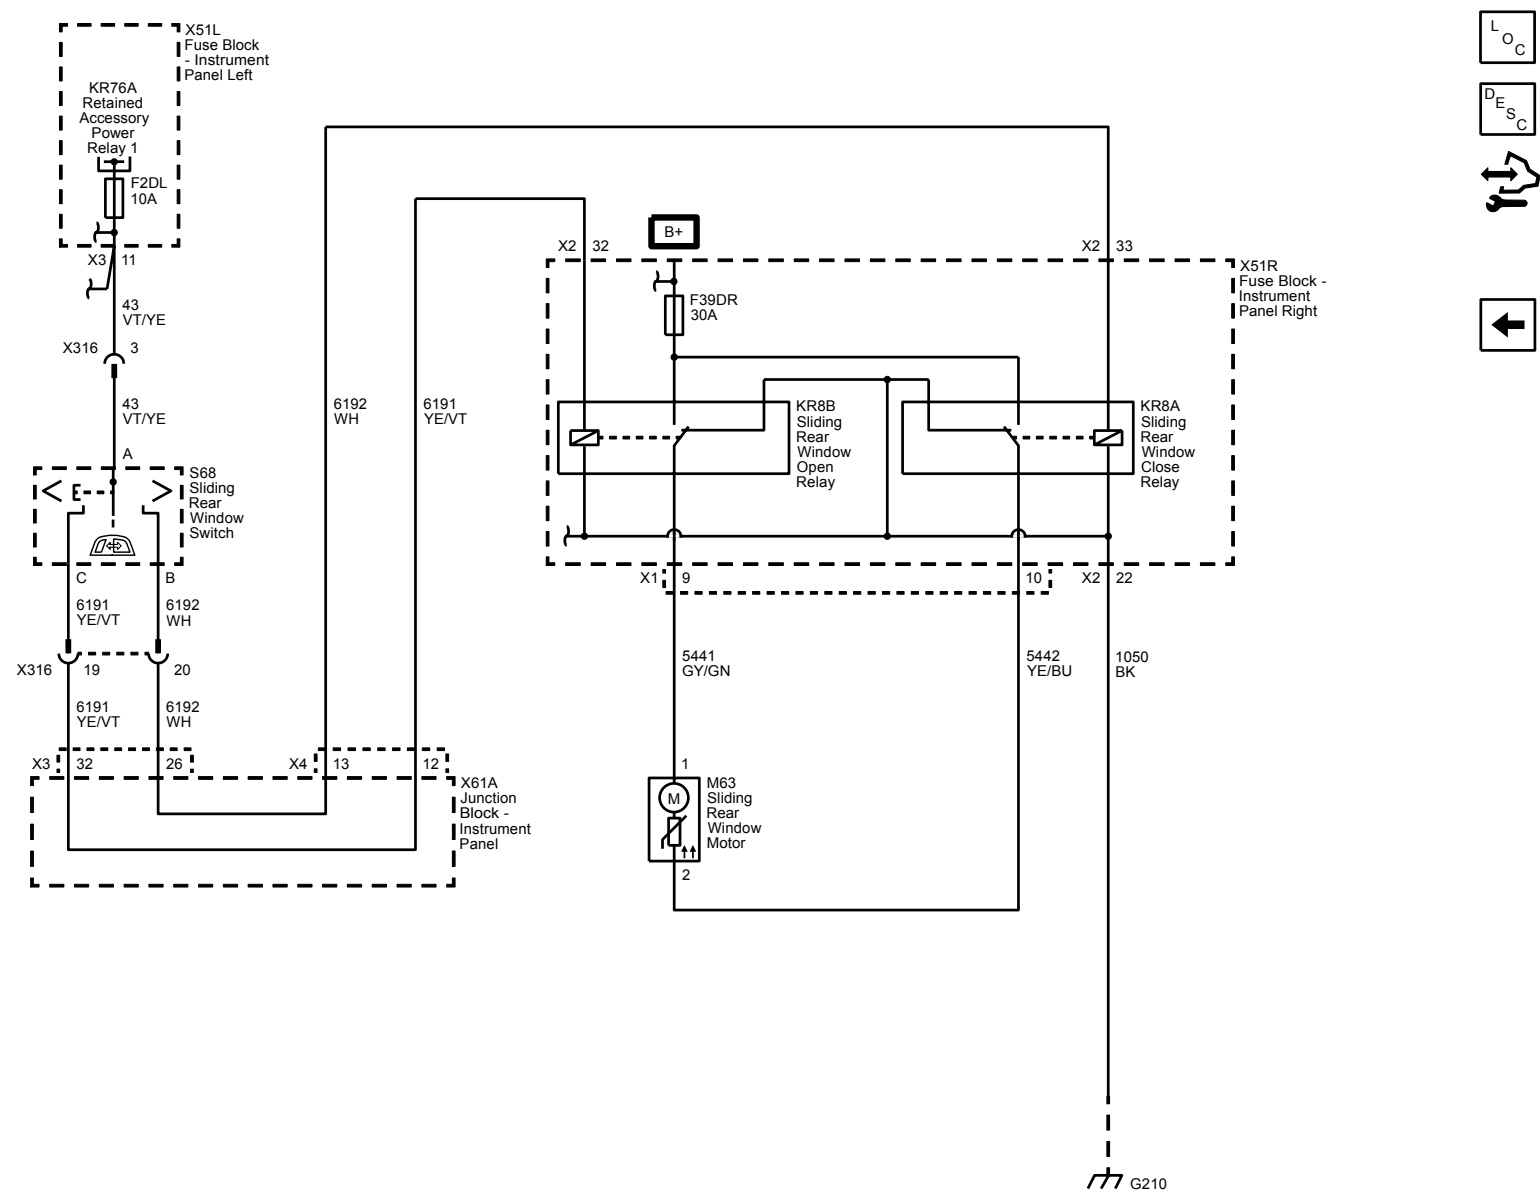 X51L
Fuse Block
- Instrument
Panel Left
KR76A
Retained
Accessory
Power
Relay 1
F2DL
10A
X3 11
43
VT/YE
X316 3
43
VT/YE
A
S68
Sliding
Rear
Window
Switch
C B
6191
YE/VT
6192
WH
X316 19 20
6191
YE/VT
6192
WH
X3 32 26 X4 13 12
X61A
Junction
Block -
Instrument
Panel
6192
WH
6191
YE/VT
B+
X2 32
X2 33
X51R
Fuse Block -
Instrument
Panel Right
F39DR
30A
KR8B
Sliding
Rear
Window
Open
Relay
KR8A
Sliding
Rear
Window
Close
Relay
X1 9 10 X2 22
5441
GY/GN
5442
YE/BU
1050
BK
1
M
M63
Sliding
Rear
Window
Motor
2
G210
LOC
DESC